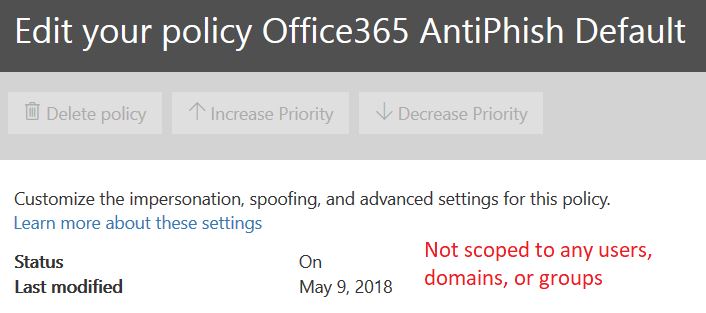 Edit your policy Office365 AntiPhish Default
Delete policy Increase Priority Decrease Priority
Customize the impersonation, spoofing, and advanced settings for this policy.
Learn more about these settings
Status On
Last modified May 9, 2018
Not scoped to any users,
domains, or groups